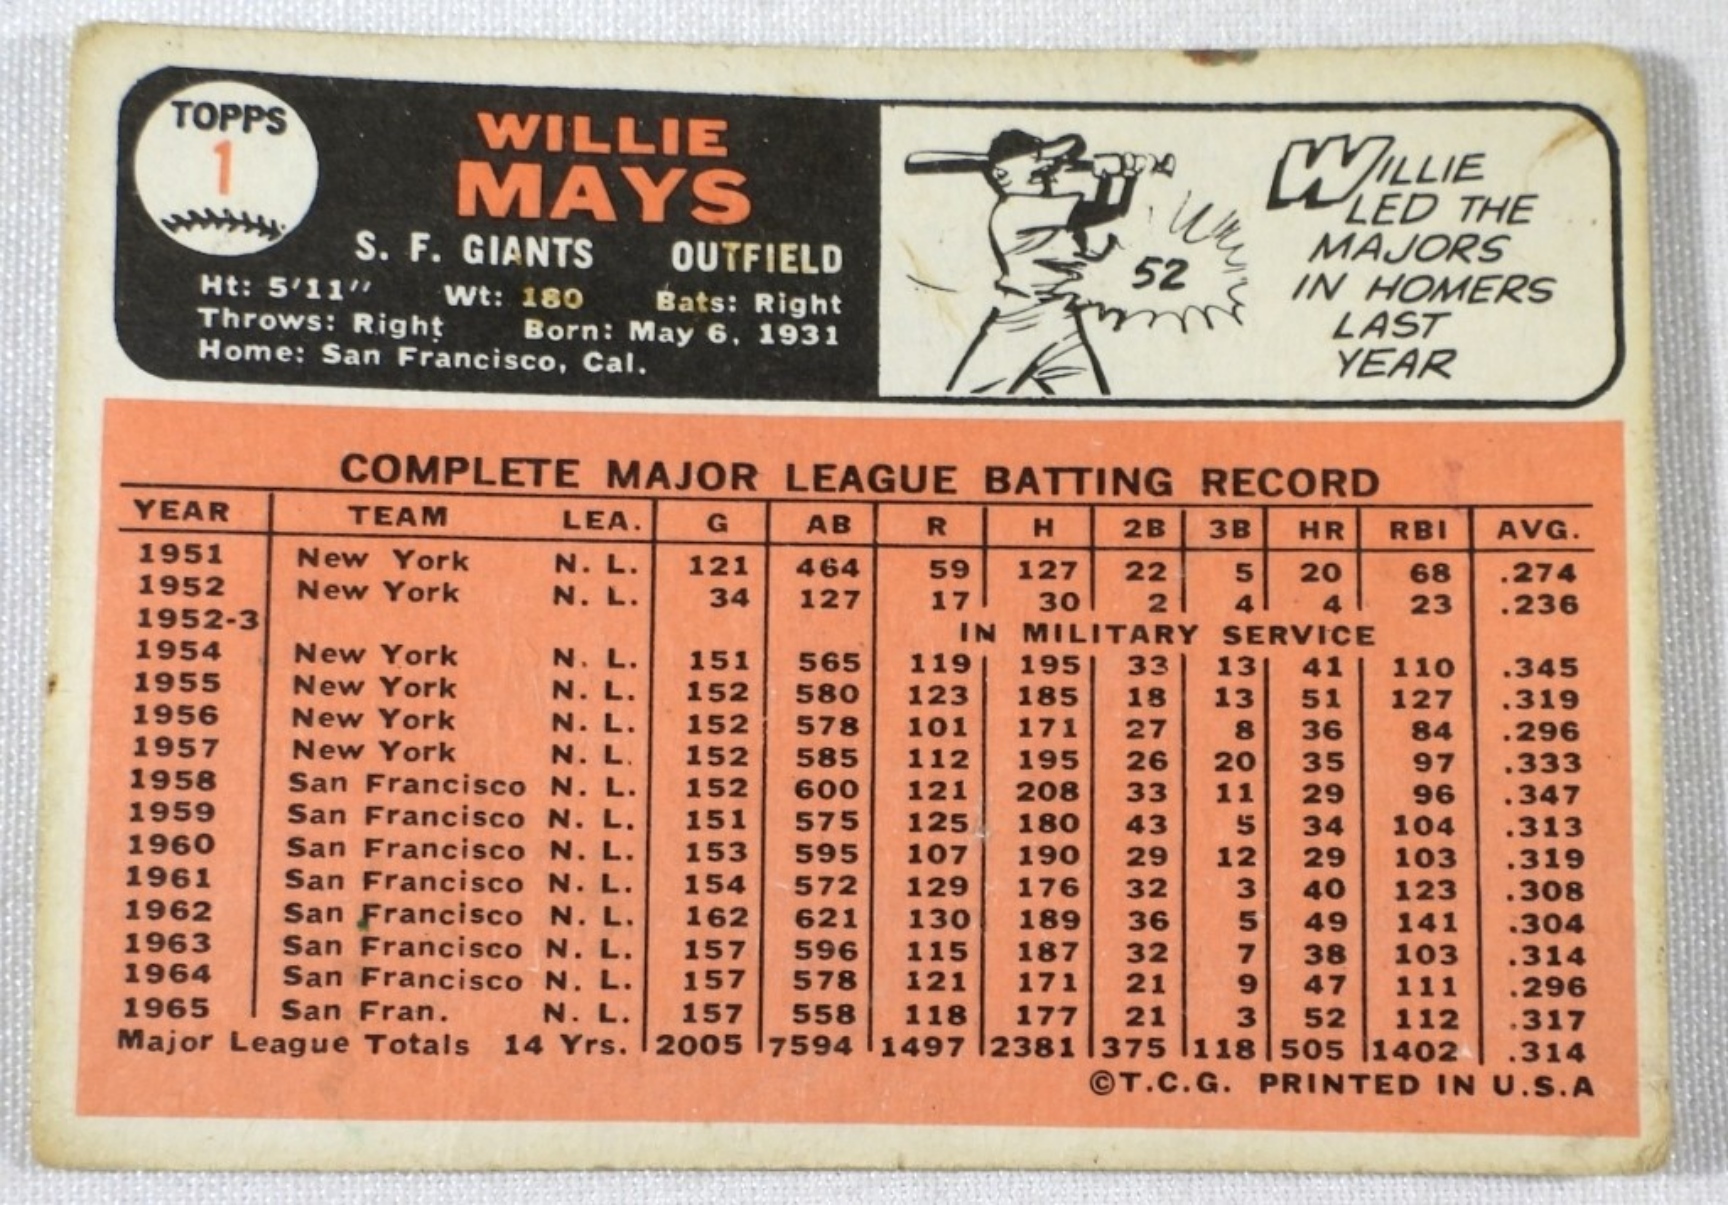 TOPPS
1
WILLIE
MAYS
S. F. GIANTS OUTFIELD
Ht: 5'11" Wt: 180 Bats: Right
Throws: Right Born: May 6, 1931
Home: San Francisco, Cal.
52
WILLIE
LED THE
MAJORS
IN HOMERS
LAST
YEAR
COMPLETE MAJOR LEAGUE BATTING RECORD
YEAR TEAM LEA. G AB R H 2B 3B HR RBI AVG.
1951 New York N. L. 121 464 59 127 22 5 20 68 .274
1952 New York N. L. 34 127 17 30 2 4 4 23 .236
1952-3 IN MILITARY SERVICE
1954 New York N. L. 151 565 119 195 33 13 41 110 .345
1955 New York N. L. 152 580 123 185 18 13 51 127 .319
1956 New York N. L. 152 578 101 171 27 8 36 84 .296
1957 New York N. L. 152 585 112 195 26 20 35 97 .333
1958 San Francisco N. L. 152 600 121 208 33 11 29 96 .347
1959 San Francisco N. L. 151 575 125 180 43 5 34 104 .313
1960 San Francisco N. L. 153 595 107 190 29 12 29 103 .319
1961 San Francisco N. L. 154 572 129 176 32 3 40 123 .308
1962 San Francisco N. L. 162 621 130 189 36 5 49 141 .304
1963 San Francisco N. L. 157 596 115 187 32 7 38 103 .314
1964 San Francisco N. L. 157 578 121 171 21 9 47 111 .296
1965 San Fran. N. L. 157 558 118 177 21 3 52 112 .317
Major League Totals 14 Yrs. 2005 7594 1497 2381 375 118 505 1402 .314
©T.C.G. PRINTED IN U.S.A